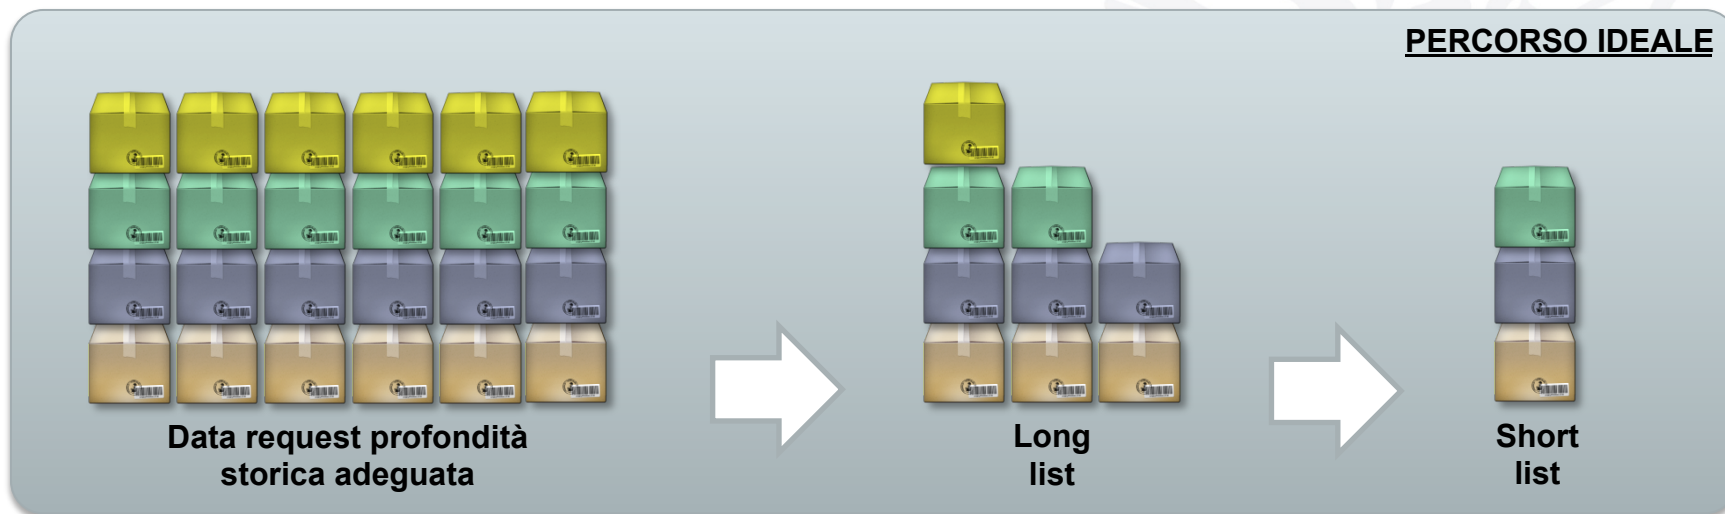 PERCORSO IDEALE
Data request profondità
storica adeguata
Long
list
Short
list